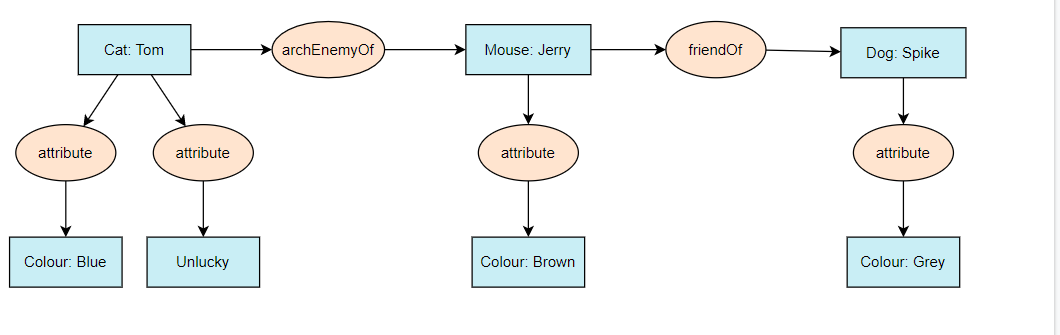 Cat: Tom
archEnemyOf
Mouse: Jerry
friendOf
Dog: Spike
attribute
attribute
attribute
attribute
Colour: Blue
Unlucky
Colour: Brown
Colour: Grey